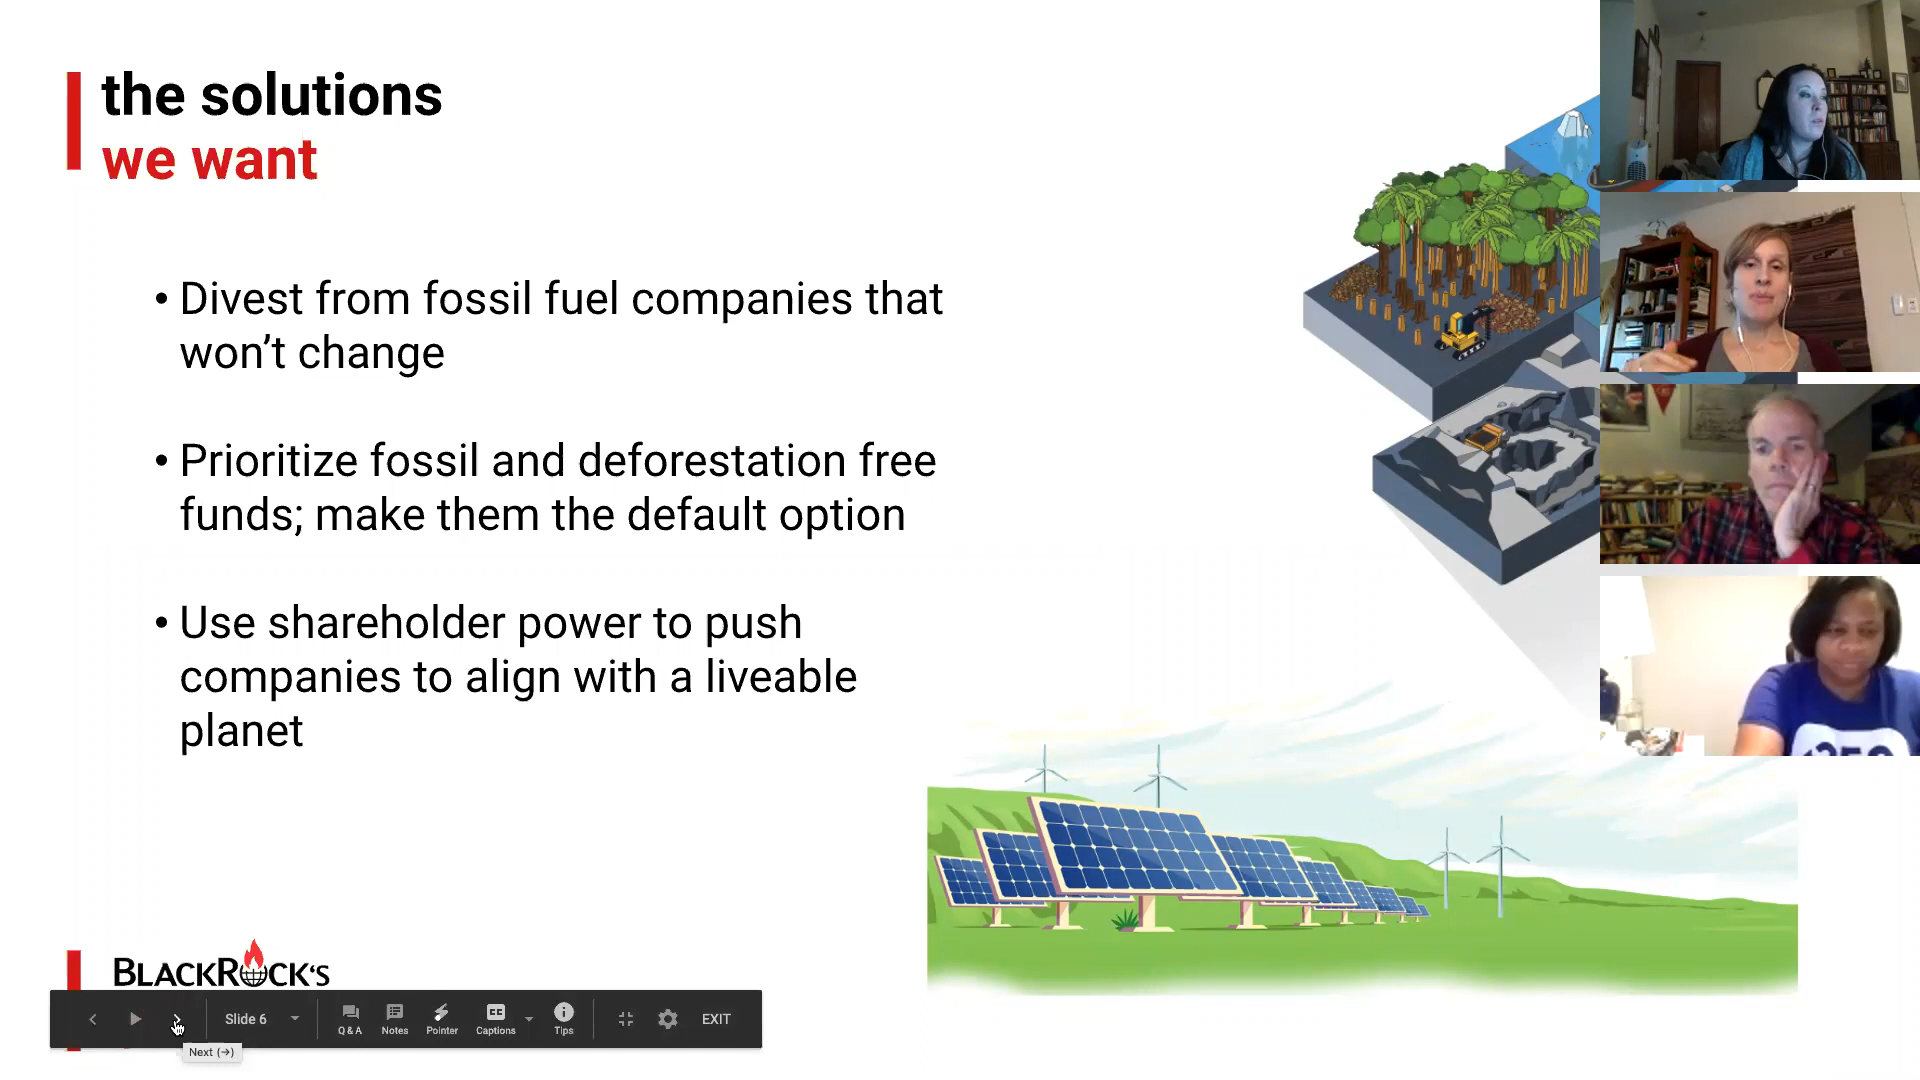 the solutions
we want
• Divest from fossil fuel companies that
won’t change
• Prioritize fossil and deforestation free
funds; make them the default option
• Use shareholder power to push
companies to align with a liveable
planet
BLACKROCK‘S
Slide 6
Q & A
Notes
Pointer
CC
Captions
Tips
EXIT
Next (→)